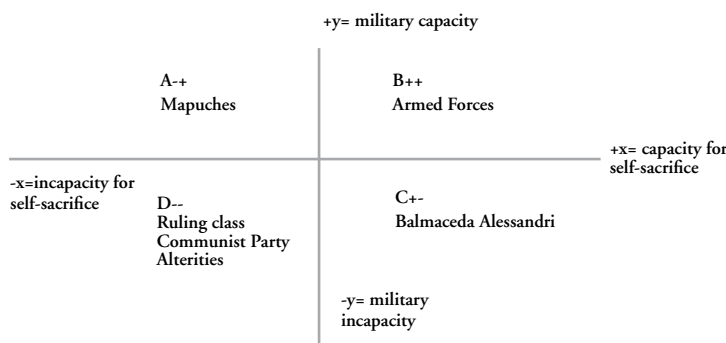 +y= military capacity
A-+
Mapuches
B++
Armed Forces
+x= capacity for
self-sacrifice
-x=incapacity for
self-sacrifice
D--
Ruling class
Communist Party
Alterities
C+-
Balmaceda Alessandri
-y= military
incapacity